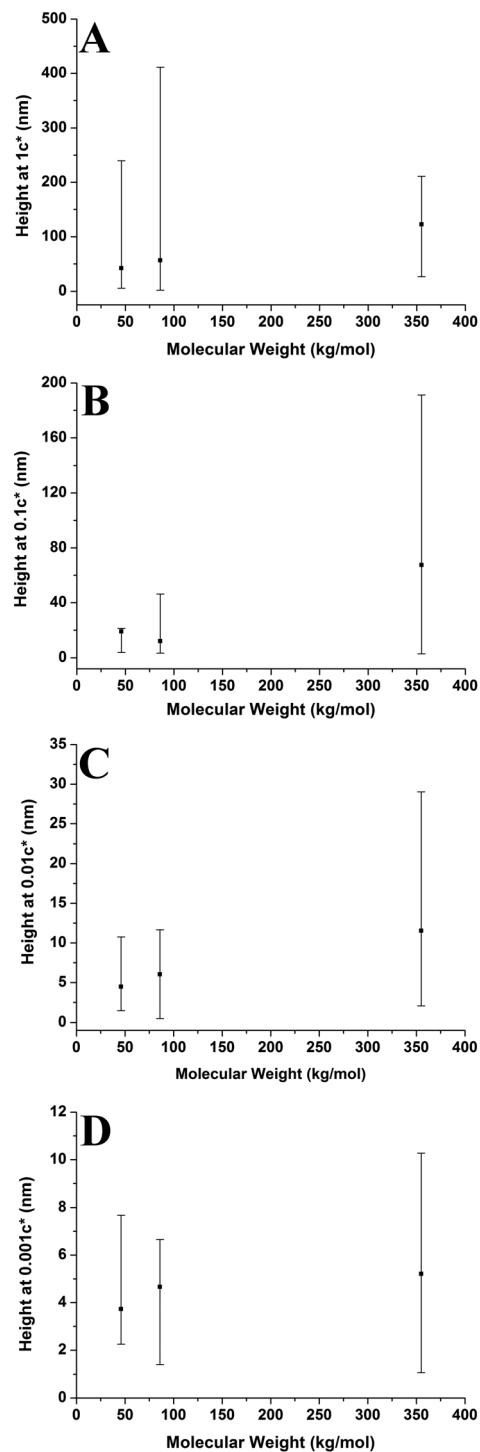 A
Height at 1c* (nm)
500
400
300
200
100
0
0 50 100 150 200 250 300 350 400
Molecular Weight (kg/mol)
B
Height at 0.1c* (nm)
200
160
120
80
40
0
0 50 100 150 200 250 300 350 400
Molecular Weight (kg/mol)
C
Height at 0.01c* (nm)
35
30
25
20
15
10
5
0
0 50 100 150 200 250 300 350 400
Molecular Weight (kg/mol)
D
Height at 0.001c* (nm)
12
10
8
6
4
2
0
0 50 100 150 200 250 300 350 400
Molecular Weight (kg/mol)